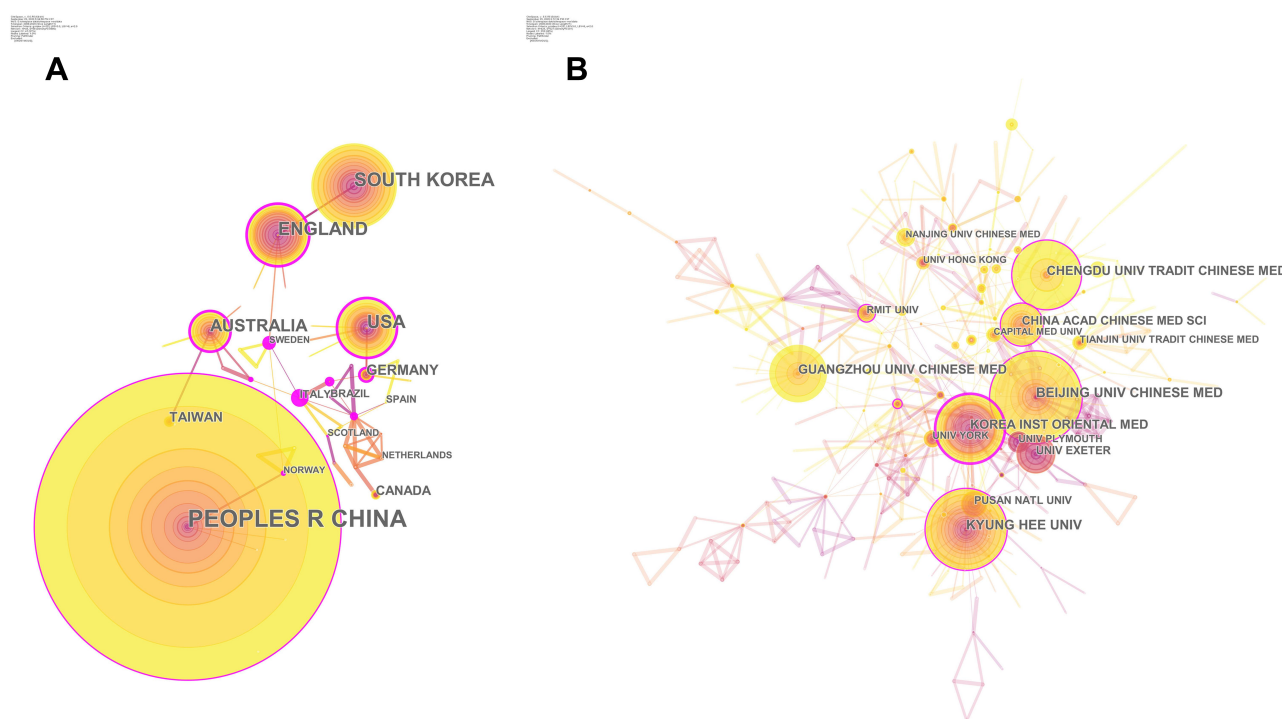 A
B
SOUTH KOREA
ENGLAND
AUSTRALIA
SWEDEN
USA
GERMANY
ITALY
BRAZIL
SPAIN
TAIWAN
SCOTLAND
NETHERLANDS
NORWAY
CANADA
PEOPLES R CHINA
NANJING UNIV CHINESE MED
UNIV HONG KONG
CHENGDU UNIV TRADIT CHINESE MED
RMIT UNIV
CHINA ACAD CHINESE MED SCI
CAPITAL MED UNIV
TIANJIN UNIV TRADIT CHINESE MED
GUANGZHOU UNIV CHINESE MED
BEIJING UNIV CHINESE MED
KOREA INST ORIENTAL MED
UNIV YORK
UNIV PLYMOUTH
UNIV EXETER
PUSAN NATL UNIV
KYUNG HEE UNIV